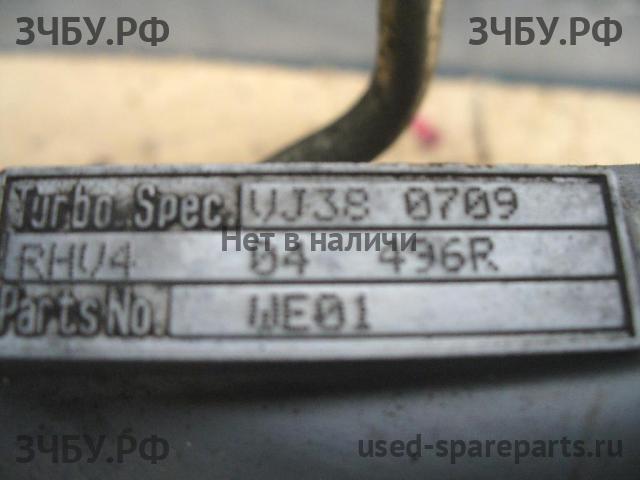 ЗЧБУ.РФ ЗЧБУ.РФ
Turbo Spec. VJ38 0709
Нет в наличи
RHV4 04 496R
Parts No. WE01
ЗЧБУ.РФ used-spareparts.ru